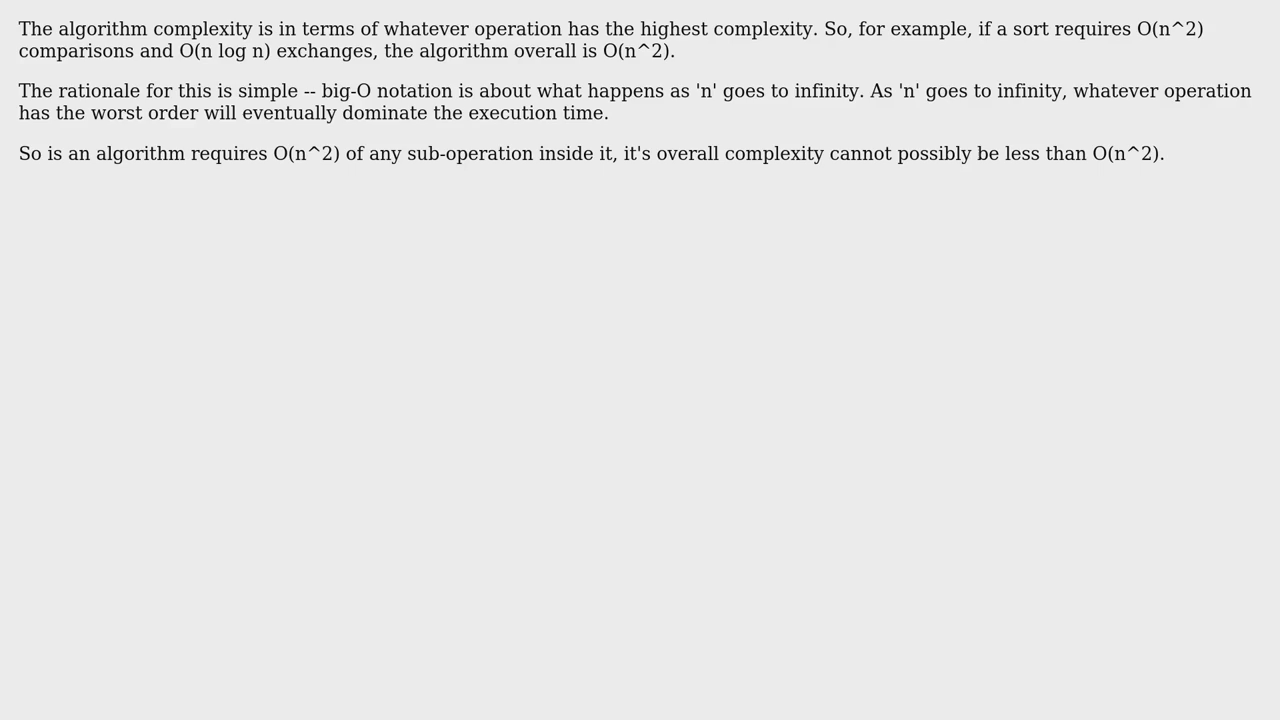 The algorithm complexity is in terms of whatever operation has the highest complexity. So, for example, if a sort requires O(n^2)
comparisons and O(n log n) exchanges, the algorithm overall is O(n^2).
The rationale for this is simple -- big-O notation is about what happens as 'n' goes to infinity. As 'n' goes to infinity, whatever operation
has the worst order will eventually dominate the execution time.
So is an algorithm requires O(n^2) of any sub-operation inside it, it's overall complexity cannot possibly be less than O(n^2).